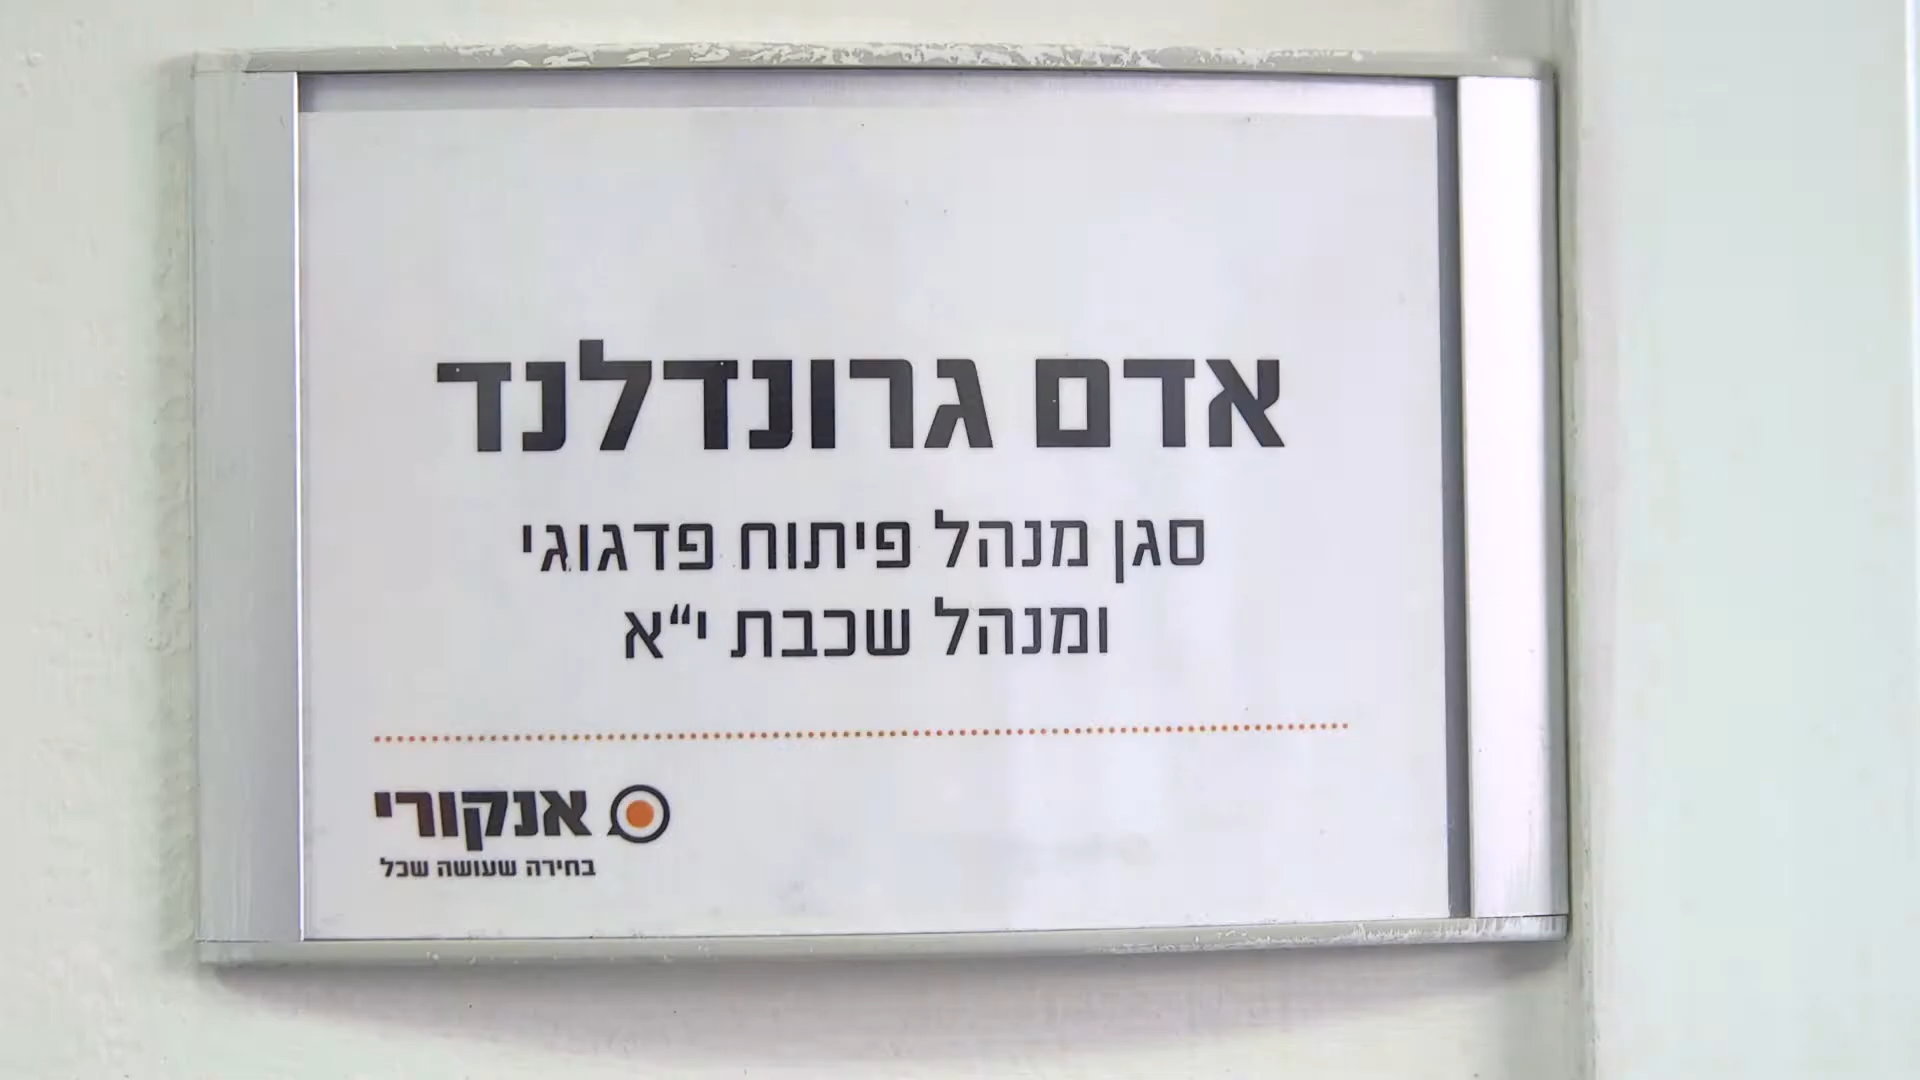 אדם גרונדלנד
סגן מנהל פיתוח פדגוגי
ומנהל שכבת י“א
אנקורי
בחירה שעושה שכל